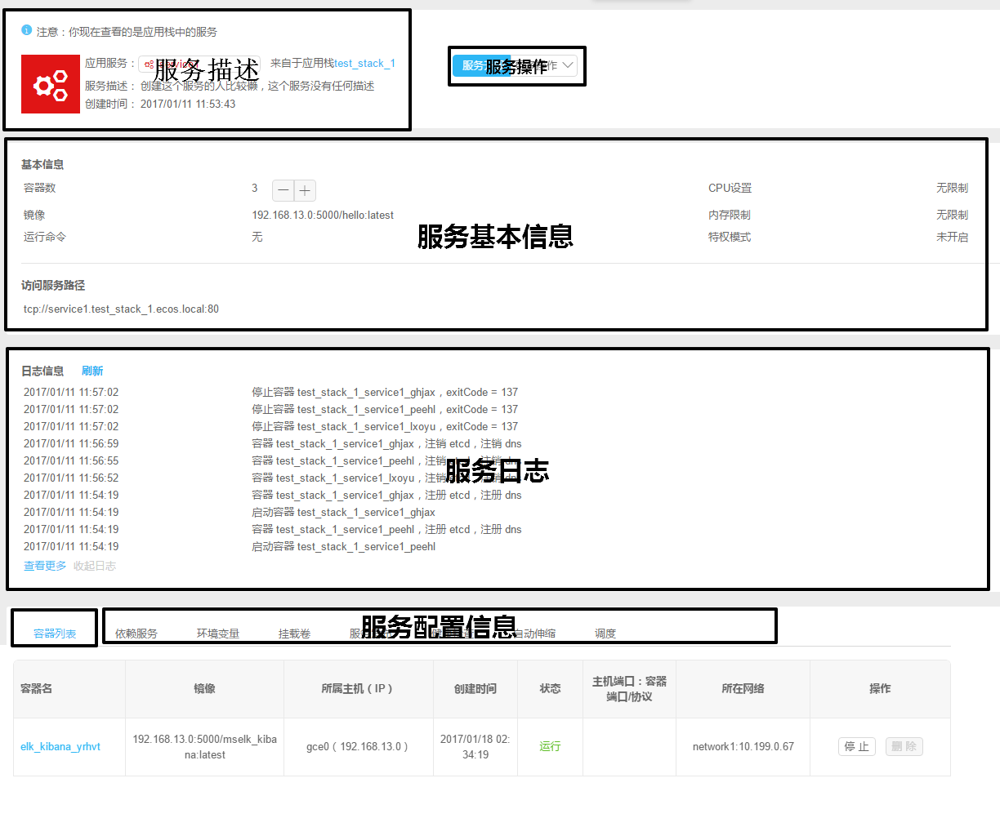 注意：你现在查看的是应用栈中的服务
应用服务： 来自于应用栈test_stack_1
服务描述
服务描述： 创建这个服务的人比较懒，这个服务没有任何描述
创建时间： 2017/01/11 11:53:43
服务操作
基本信息
容器数 3 CPU设置 无限制
镜像 192.168.13.0:5000/hello:latest 内存限制 无限制
运行命令 无 特权模式 未开启
服务基本信息
访问服务路径
tcp://service1.test_stack_1.ecos.local:80
日志信息 刷新
2017/01/11 11:57:02 停止容器 test_stack_1_service1_ghjax，exitCode = 137
2017/01/11 11:57:02 停止容器 test_stack_1_service1_peehl，exitCode = 137
2017/01/11 11:57:02 停止容器 test_stack_1_service1_lxoyu，exitCode = 137
2017/01/11 11:56:59 容器 test_stack_1_service1_ghjax，注销 etcd，注销 dns
2017/01/11 11:56:55 容器 test_stack_1_service1_peehl，注销 dns
服务日志
2017/01/11 11:56:52 容器 test_stack_1_service1_lxoyu，注销 dns
2017/01/11 11:54:19 容器 test_stack_1_service1_ghjax，注册 etcd，注册 dns
2017/01/11 11:54:19 启动容器 test_stack_1_service1_ghjax
2017/01/11 11:54:19 容器 test_stack_1_service1_peehl，注册 etcd，注册 dns
2017/01/11 11:54:19 启动容器 test_stack_1_service1_peehl
查看更多 收起日志
服务配置信息
容器列表 依赖服务 环境变量 挂载卷 自动伸缩 调度
容器名 镜像 所属主机（IP） 创建时间 状态 主机端口：容器 所在网络 操作
端口/协议
elk_kibana_yrhvt 192.168.13.0:5000/mselk_kiba gce0（192.168.13.0） 2017/01/18 02: 运行 network1:10.199.0.67 停止 删除
na:latest 34:19